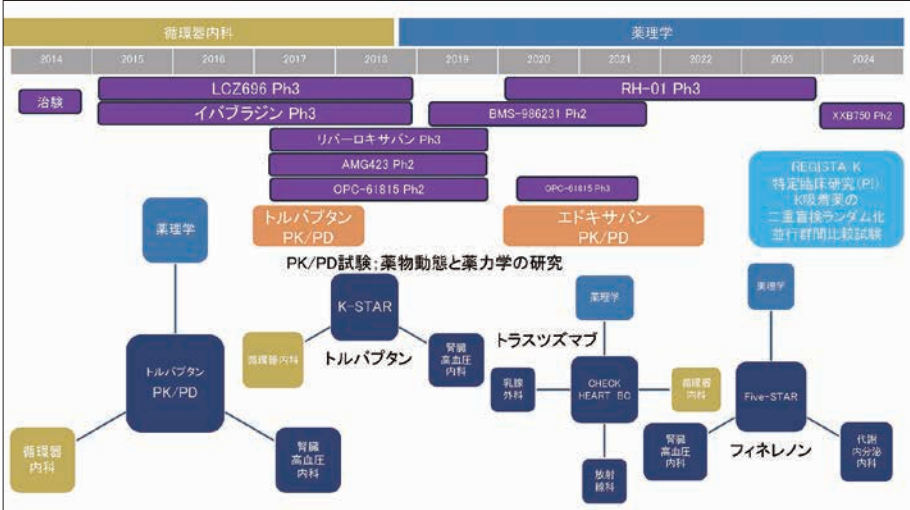 循環器内科
薬理学
2014
2015
2016
2017
2018
2019
2020
2021
2022
2023
2024
治験
LCZ696 Ph3
RH-01 Ph3
イバブラジン Ph3
BMS-986231 Ph2
XXB750 Ph2
リバーロキサバン Ph3
AMG423 Ph2
OPC-61815 Ph2
OPC-61815 Ph3
トルバプタン
PK/PD
エドキサバン
PK/PD
REGISTA-K
特定臨床研究(PI)
K吸着薬の
二重盲検ランダム化
並行群間比較試験
PK/PD試験;薬物動態と薬力学の研究
薬理学
トルバプタン
PK/PD
循環器
内科
腎臓
高血圧
内科
K-STAR
循環器内科
トルバプタン
腎臓
高血圧
内科
トラスツズマブ
薬理学
乳腺
外科
CHECK
HEART BC
循環器
内科
放射
線科
薬理学
Five-STAR
腎臓
高血圧
内科
フィネレノン
代謝
内分泌
内科